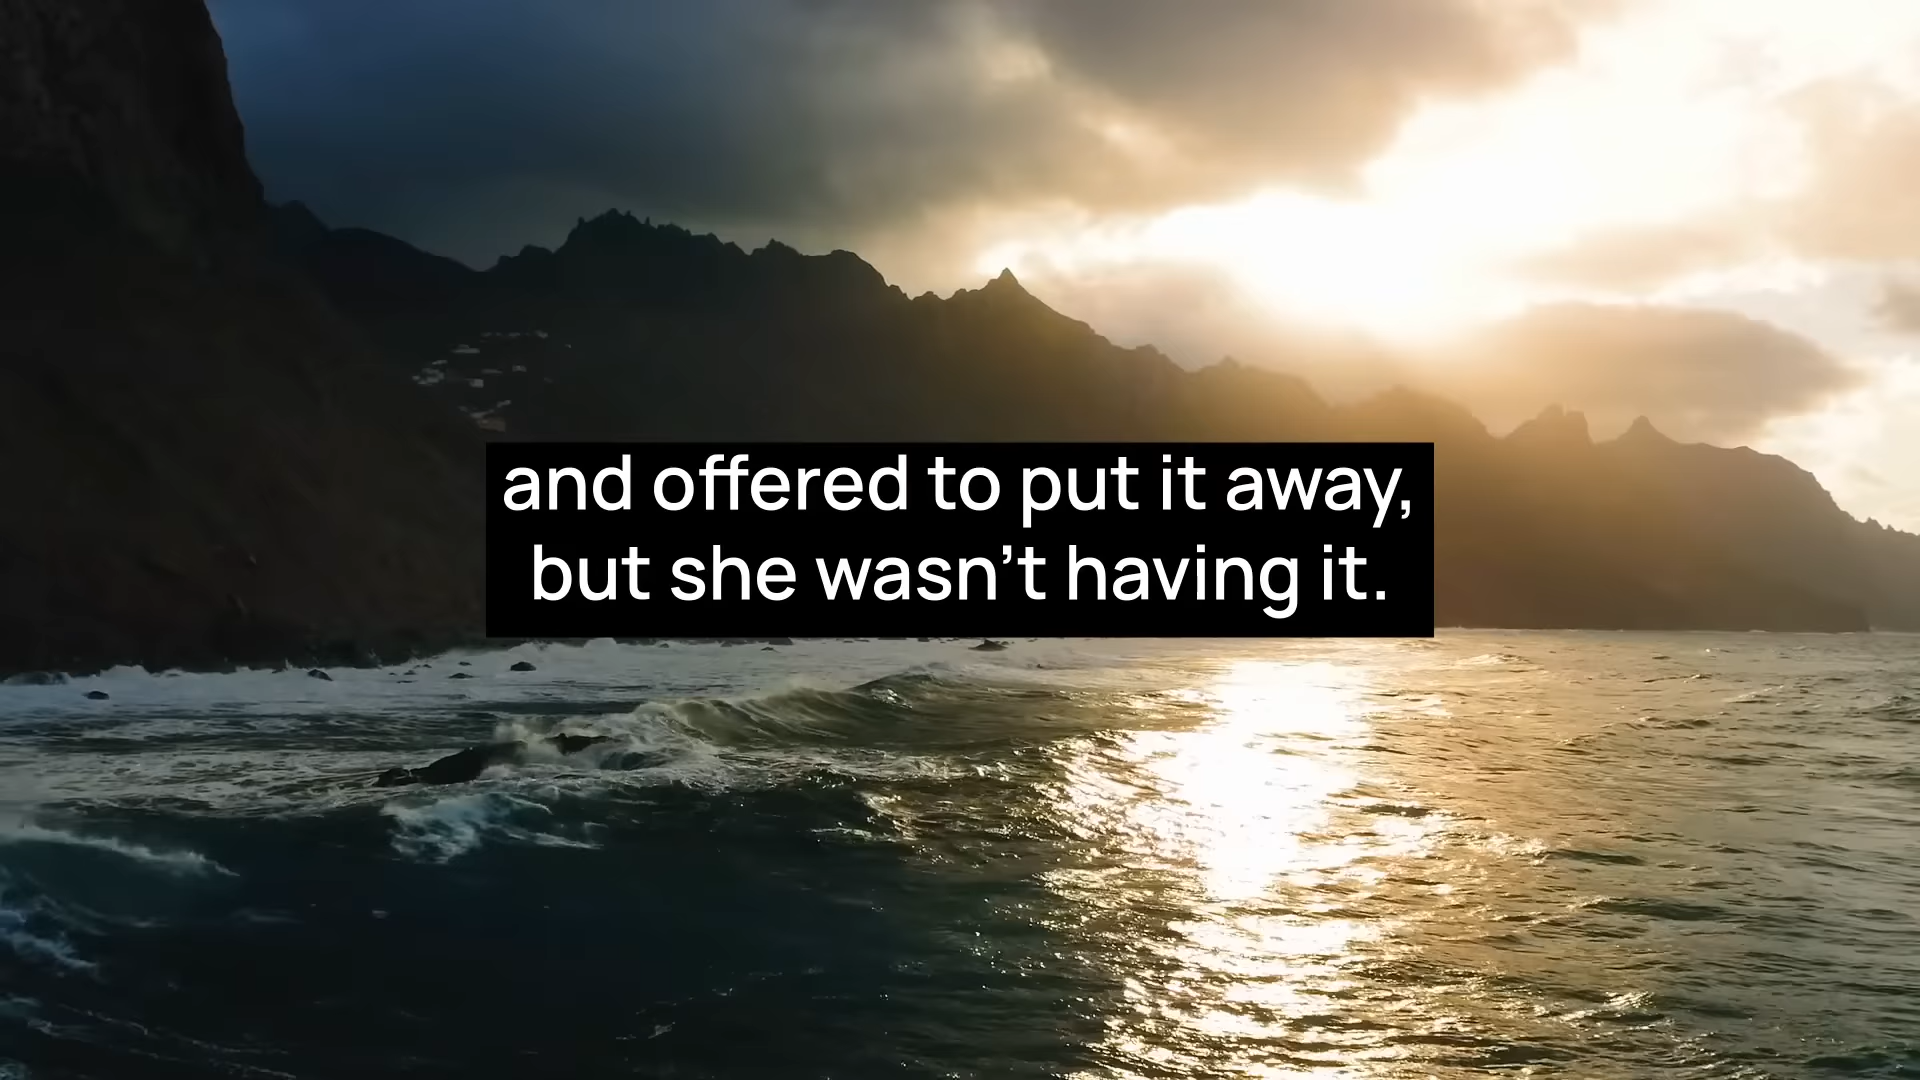 and offered to put it away,
but she wasn’t having it.